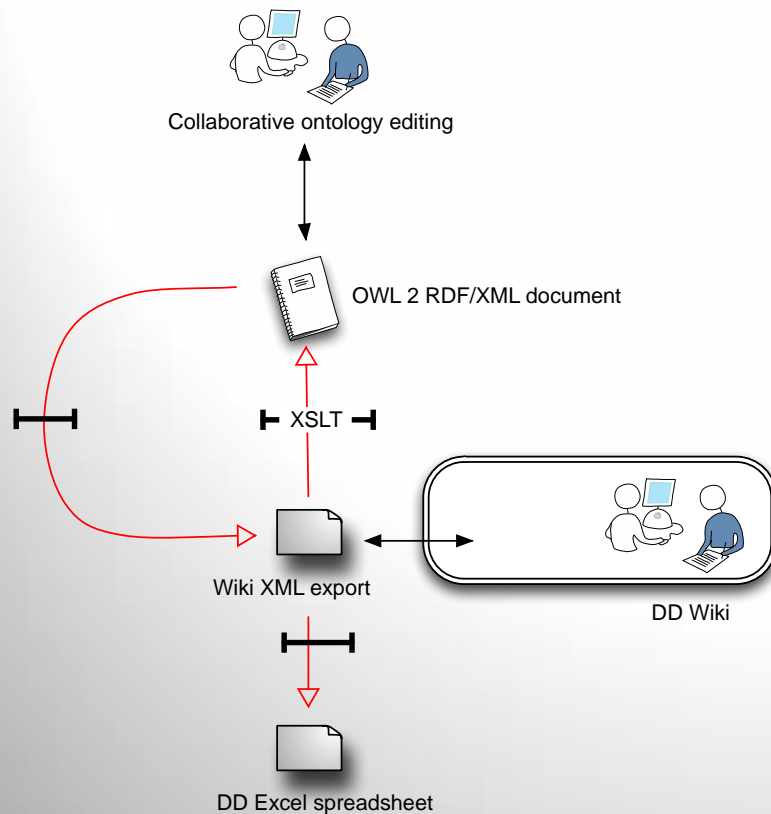 Collaborative ontology editing
OWL 2 RDF/XML document
XSLT
Wiki XML export
DD Wiki
DD Excel spreadsheet